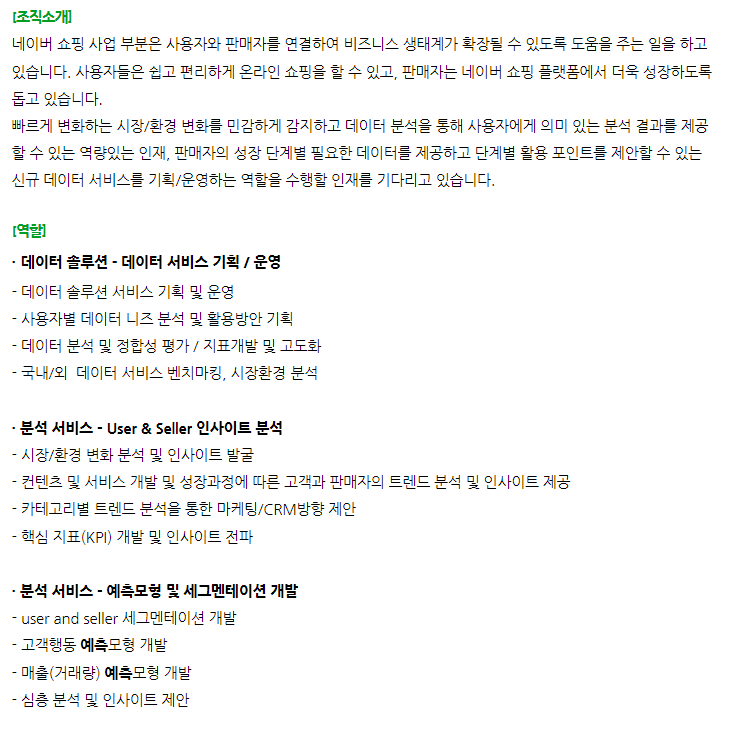 [조직소개]
네이버 쇼핑 사업 부분은 사용자와 판매자를 연결하여 비즈니스 생태계가 확장될 수 있도록 도움을 주는 일을 하고
있습니다. 사용자들은 쉽고 편리하게 온라인 쇼핑을 할 수 있고, 판매자는 네이버 쇼핑 플랫폼에서 더욱 성장하도록
돕고 있습니다.
빠르게 변화하는 시장/환경 변화를 민감하게 감지하고 데이터 분석을 통해 사용자에게 의미 있는 분석 결과를 제공
할 수 있는 역량있는 인재, 판매자의 성장 단계별 필요한 데이터를 제공하고 단계별 활용 포인트를 제안할 수 있는
신규 데이터 서비스를 기획/운영하는 역할을 수행할 인재를 기다리고 있습니다.
[역할]
· 데이터 솔루션 - 데이터 서비스 기획 / 운영
- 데이터 솔루션 서비스 기획 및 운영
- 사용자별 데이터 니즈 분석 및 활용방안 기획
- 데이터 분석 및 정합성 평가 / 지표개발 및 고도화
- 국내/외 데이터 서비스 벤치마킹, 시장환경 분석
· 분석 서비스 - User & Seller 인사이트 분석
- 시장/환경 변화 분석 및 인사이트 발굴
- 컨텐츠 및 서비스 개발 및 성장과정에 따른 고객과 판매자의 트렌드 분석 및 인사이트 제공
- 카테고리별 트렌드 분석을 통한 마케팅/CRM방향 제안
- 핵심 지표(KPI) 개발 및 인사이트 전파
· 분석 서비스 - 예측모형 및 세그멘테이션 개발
- user and seller 세그멘테이션 개발
- 고객행동 예측모형 개발
- 매출(거래량) 예측모형 개발
- 심층 분석 및 인사이트 제안